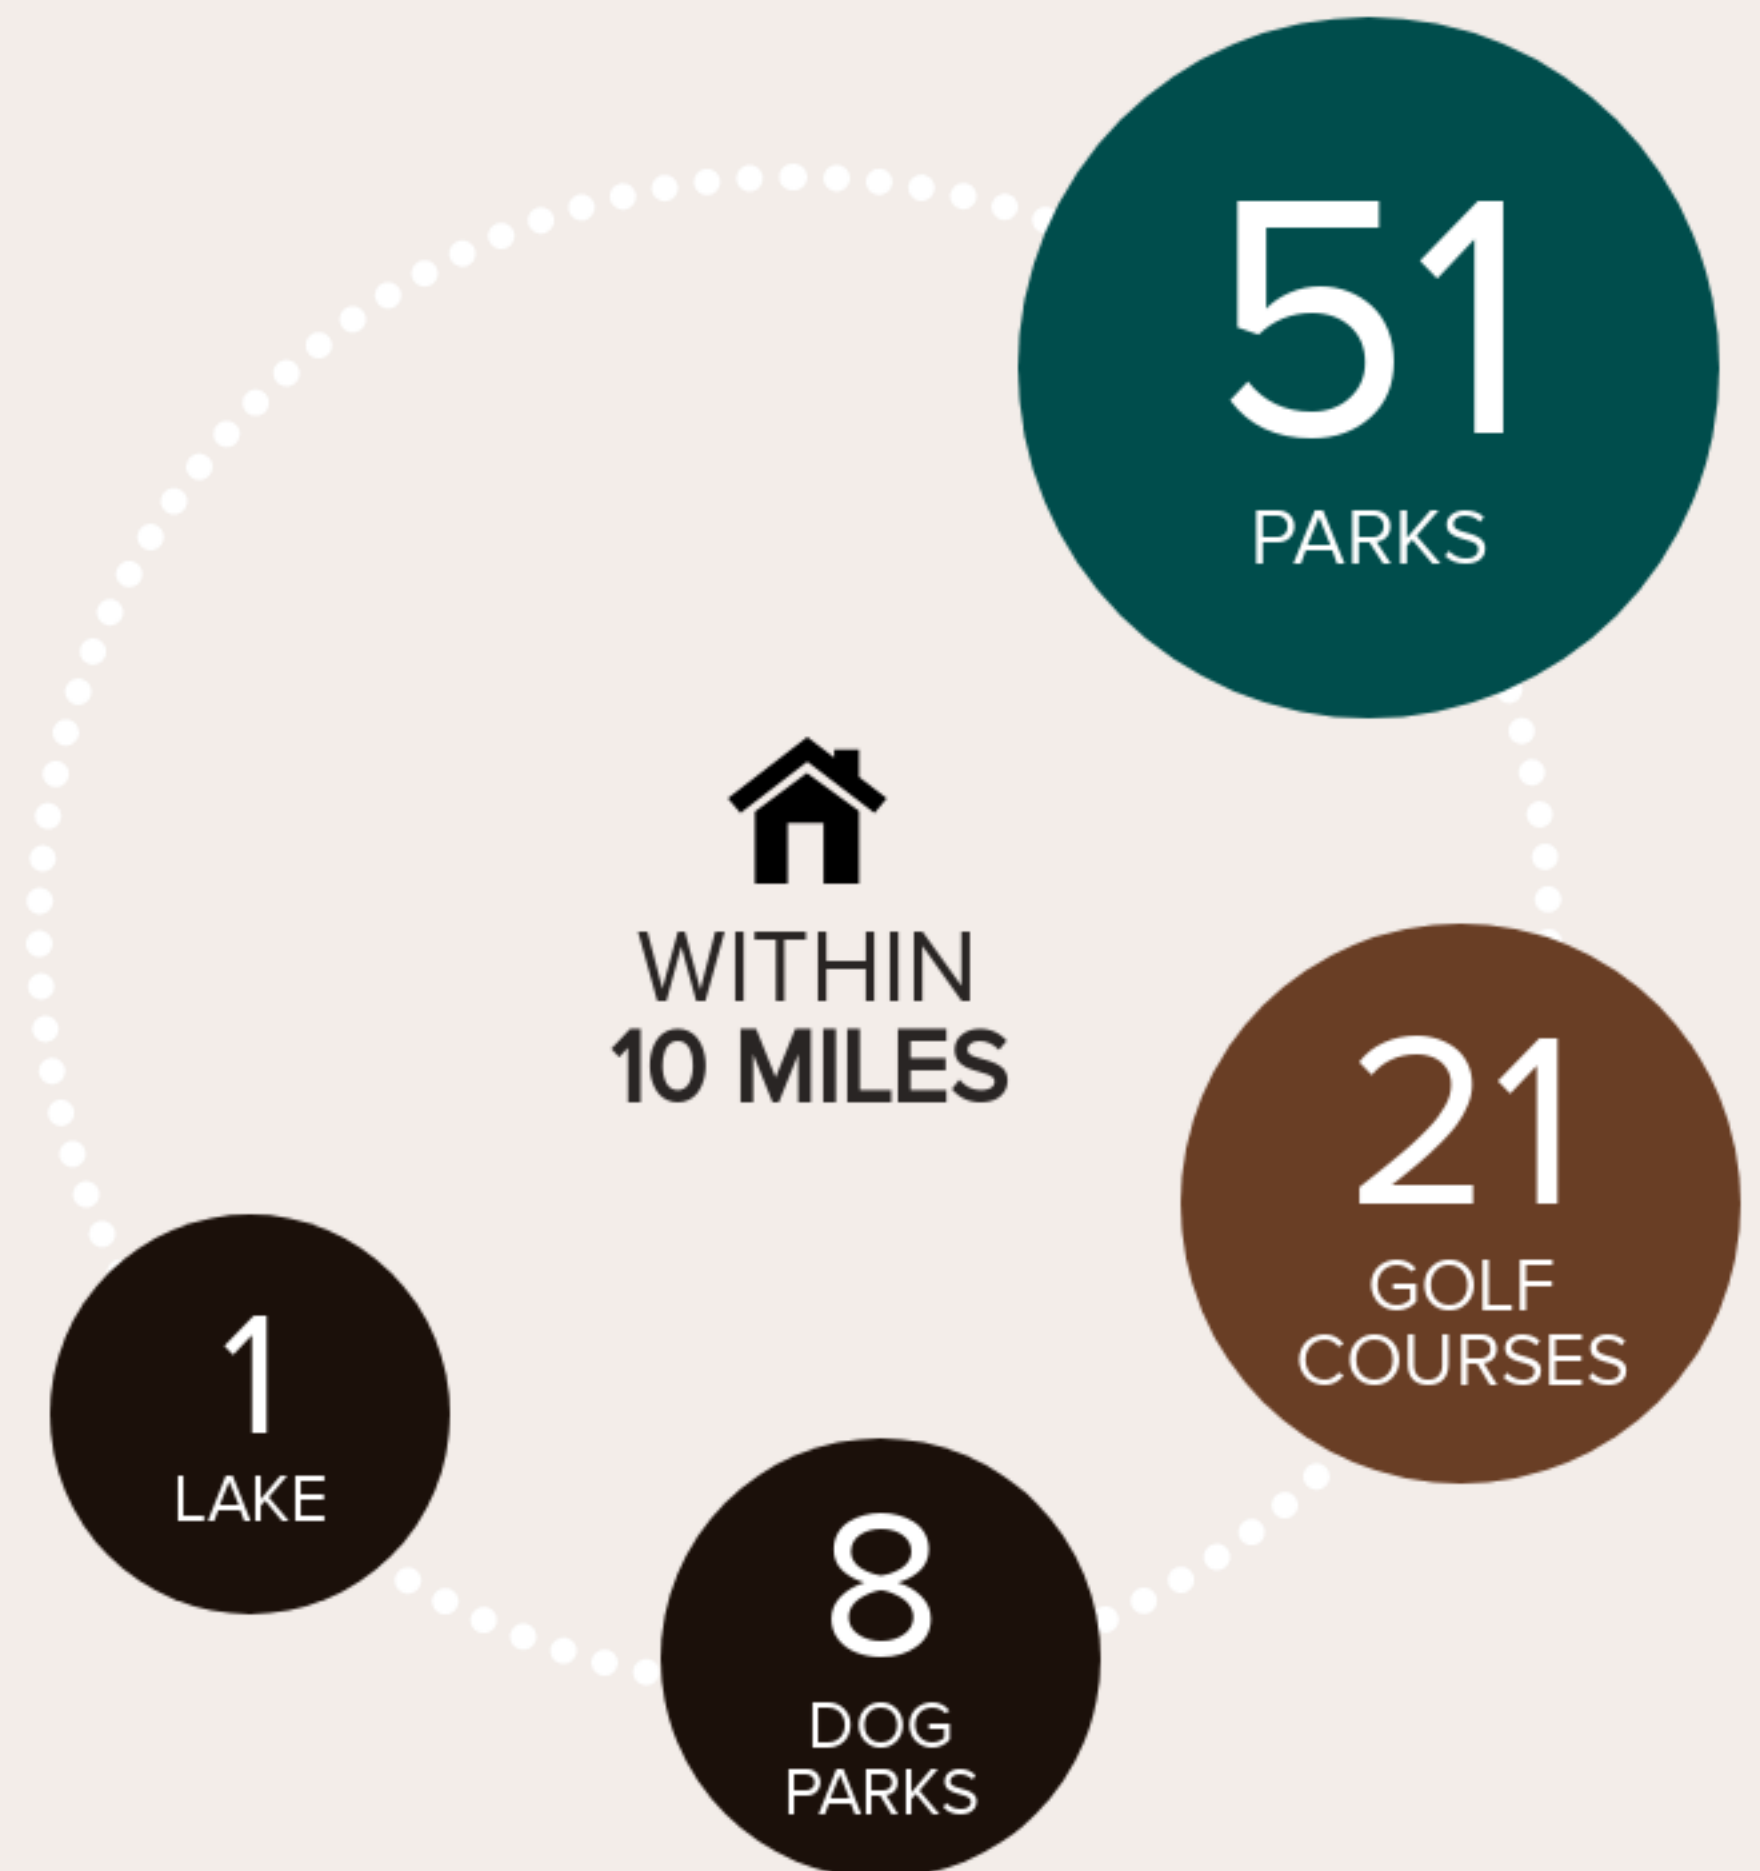 51
PARKS
WITHIN
10 MILES
21
GOLF
COURSES
1
LAKE
8
DOG
PARKS